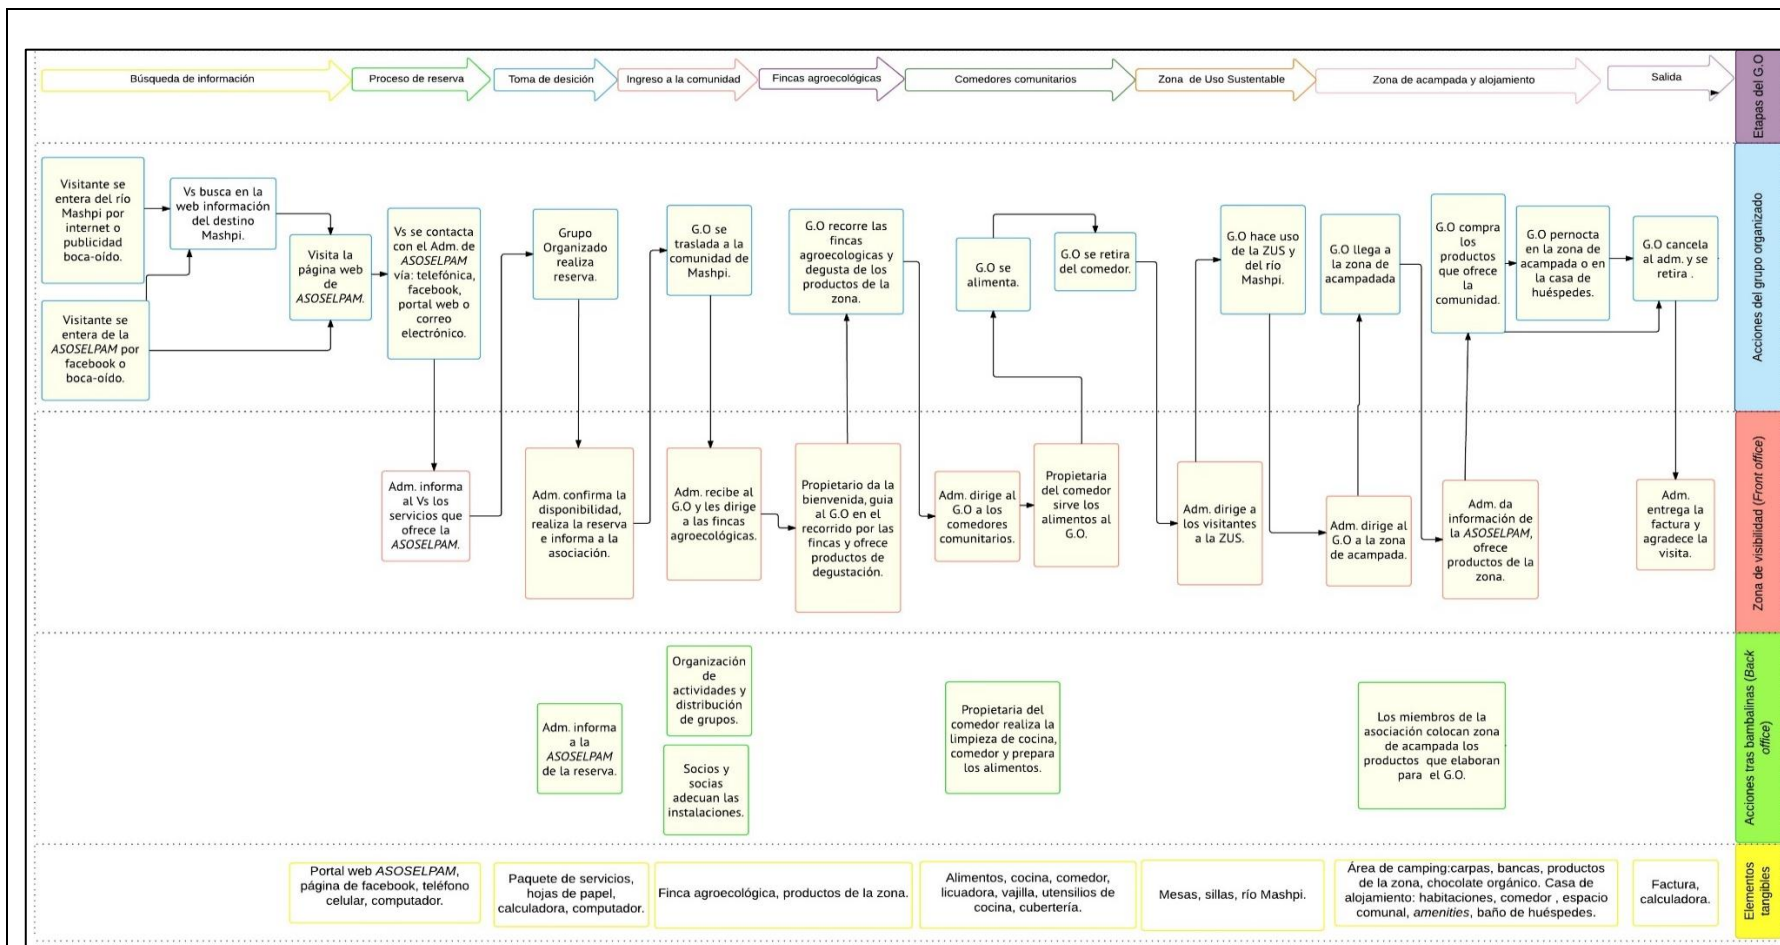 Búsqueda de información
Proceso de reserva
Toma de desición
Ingreso a la comunidad
Fincas agroecológicas
Comedores comunitarios
Zona de Uso Sustentable
Zona de acampada y alojamiento
Salida
Etapas del G.O
Visitante se
entera del río
Mashpi por
internet o
publicidad
boca-oído.
Visitante se
entera de la
ASOSELPAM por
facebook o
boca-oído.
Vs busca en la
web información
del destino
Mashpi.
Visita la
página web
de
ASOSELPAM.
Vs se contacta
con el Adm. de
ASOSELPAM
vía: telefónica,
facebook,
portal web o
correo
electrónico.
Grupo
Organizado
realiza
reserva.
G.O se
traslada a la
comunidad de
Mashpi.
G.O recorre las
fincas
agroecologicas y
degusta de los
productos de la
zona.
G.O se
alimenta.
G.O se retira
del comedor.
G.O hace uso
de la ZUS y
del río
Mashpi.
G.O llega a
la zona de
acampadada
G.O compra
los
productos
que ofrece
la
comunidad.
G.O pernocta
en la zona de
acampada o en
la casa de
huéspedes.
G.O cancela
al adm. y se
retira .
Acciones del grupo organizado
Adm. informa
al Vs los
servicios que
ofrece la
ASOSELPAM.
Adm. confirma la
disponibilidad,
realiza la reserva
e informa a la
asociación.
Adm. recibe al
G.O y les dirige
a las fincas
agroecológicas.
Propietario da la
bienvenida, guia
al G.O en el
recorrido por las
fincas y ofrece
productos de
degustación.
Adm. dirige al
G.O a los
comedores
comunitarios.
Propietaria
del comedor
sirve los
alimentos al
G.O.
Adm. dirige a
los visitantes
a la ZUS.
Adm. dirige al
G.O a la zona
de acampada.
Adm. da
información de
la ASOSELPAM,
ofrece
productos de la
zona.
Adm.
entrega la
factura y
agradece la
visita.
Zona de visibilidad (Front office)
Adm. informa
a la
ASOSELPAM
de la reserva.
Organización
de
actividades y
distribución
de grupos.
Socios y
socias
adecuan las
instalaciones.
Propietaria del
comedor realiza la
limpieza de cocina,
comedor y prepara
los alimentos.
Los miembros de la
asociación colocan zona
de acampada los
productos que elaboran
para el G.O.
Acciones tras bambalinas (Back
office)
Portal web ASOSELPAM,
página de facebook, teléfono
celular, computador.
Paquete de servicios,
hojas de papel,
calculadora, computador.
Finca agroecológica, productos de la zona.
Alimentos, cocina, comedor,
licuadora, vajilla, utensilios de
cocina, cubertería.
Mesas, sillas, río Mashpi.
Área de camping:carpas, bancas, productos
de la zona, chocolate orgánico. Casa de
alojamiento: habitaciones, comedor , espacio
comunal, amenities, baño de huéspedes.
Factura,
calculadora.
Elementos
tangibles